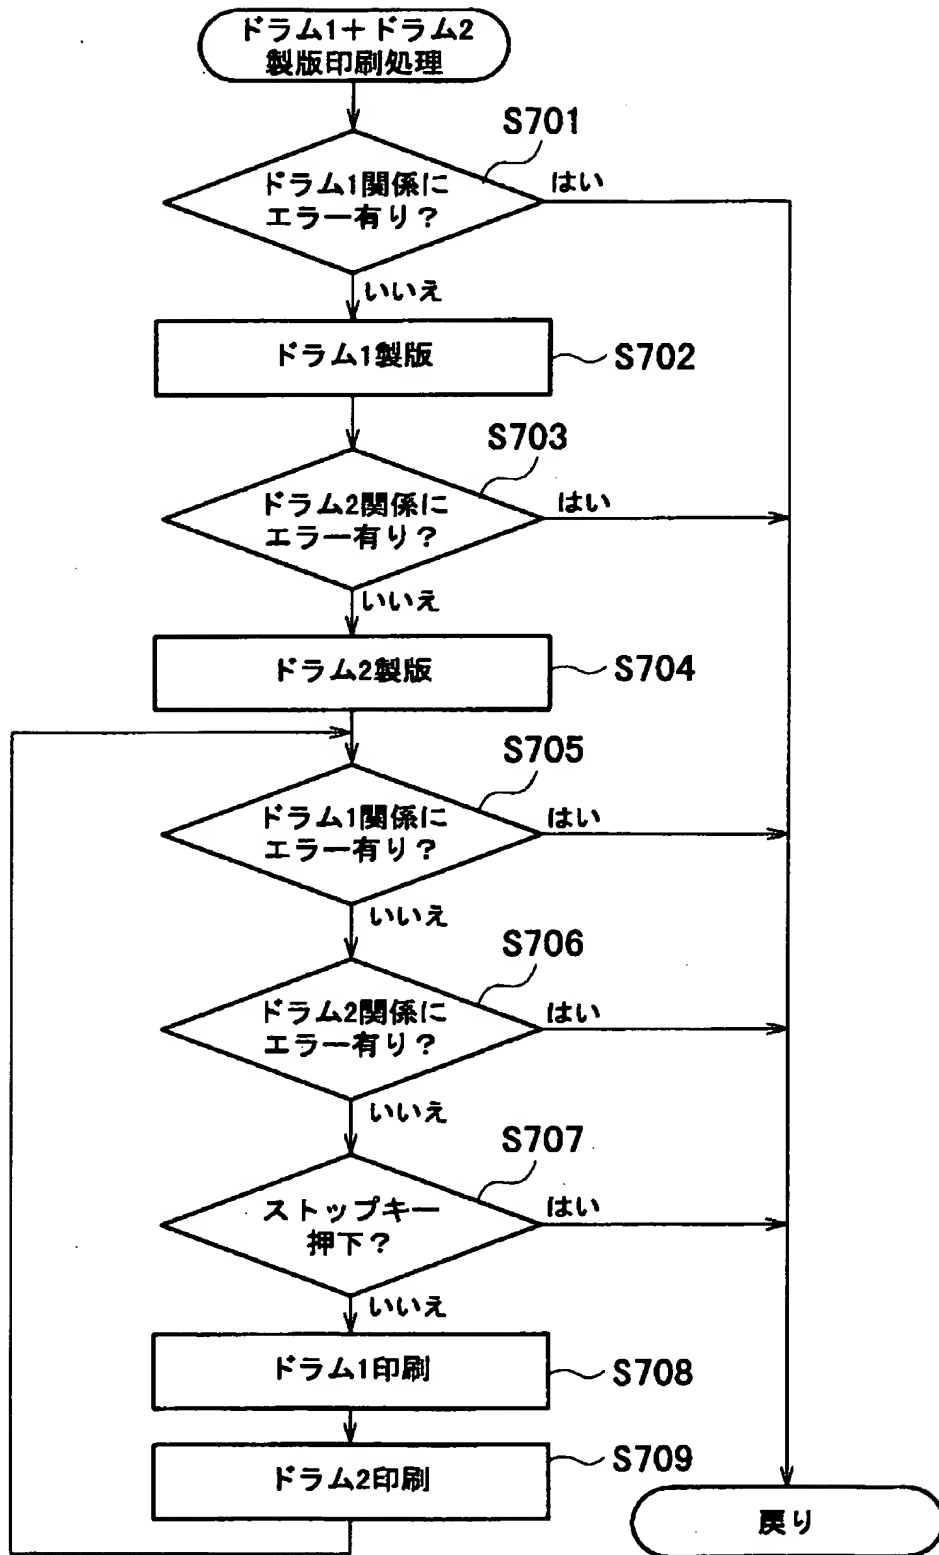 ドラム1+ドラム2
製版印刷処理
S701
ドラム1関係に
エラー有り?
はい
いいえ
ドラム1製版
S702
S703
ドラム2関係に
エラー有り?
はい
いいえ
ドラム2製版
S704
S705
ドラム1関係に
エラー有り?
はい
いいえ
S706
ドラム2関係に
エラー有り?
はい
いいえ
S707
ストップキー
押下?
はい
いいえ
ドラム1印刷
S708
ドラム2印刷
S709
戻り